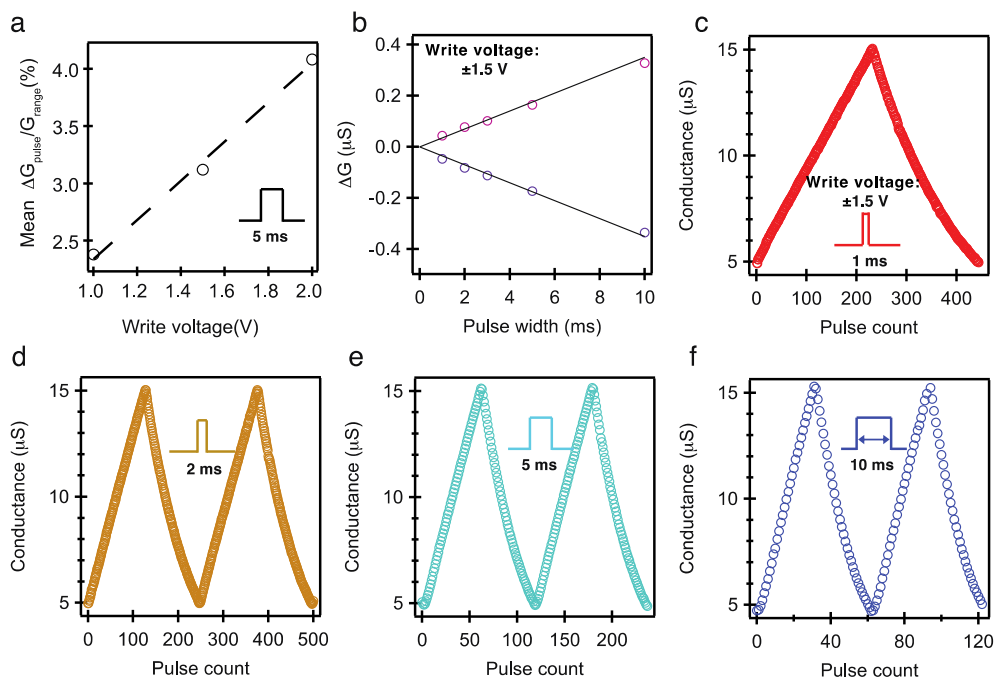 a
4.0
3.5
3.0
2.5
Mean ΔGpulse/Grange(%)
5 ms
1.0
1.2
1.4
1.6
1.8
2.0
Write voltage(V)
b
0.4
0.2
0.0
-0.2
-0.4
ΔG (μS)
Write voltage:
±1.5 V
0
2
4
6
8
10
Pulse width (ms)
c
15
10
5
Conductance (μS)
Write voltage:
±1.5 V
1 ms
0
100
200
300
400
Pulse count
d
15
10
5
Conductance (μS)
2 ms
0
100
200
300
400
500
Pulse count
e
15
10
5
Conductance (μS)
5 ms
0
50
100
150
200
Pulse count
f
15
10
5
Conductance (μS)
10 ms
0
40
80
120
Pulse count